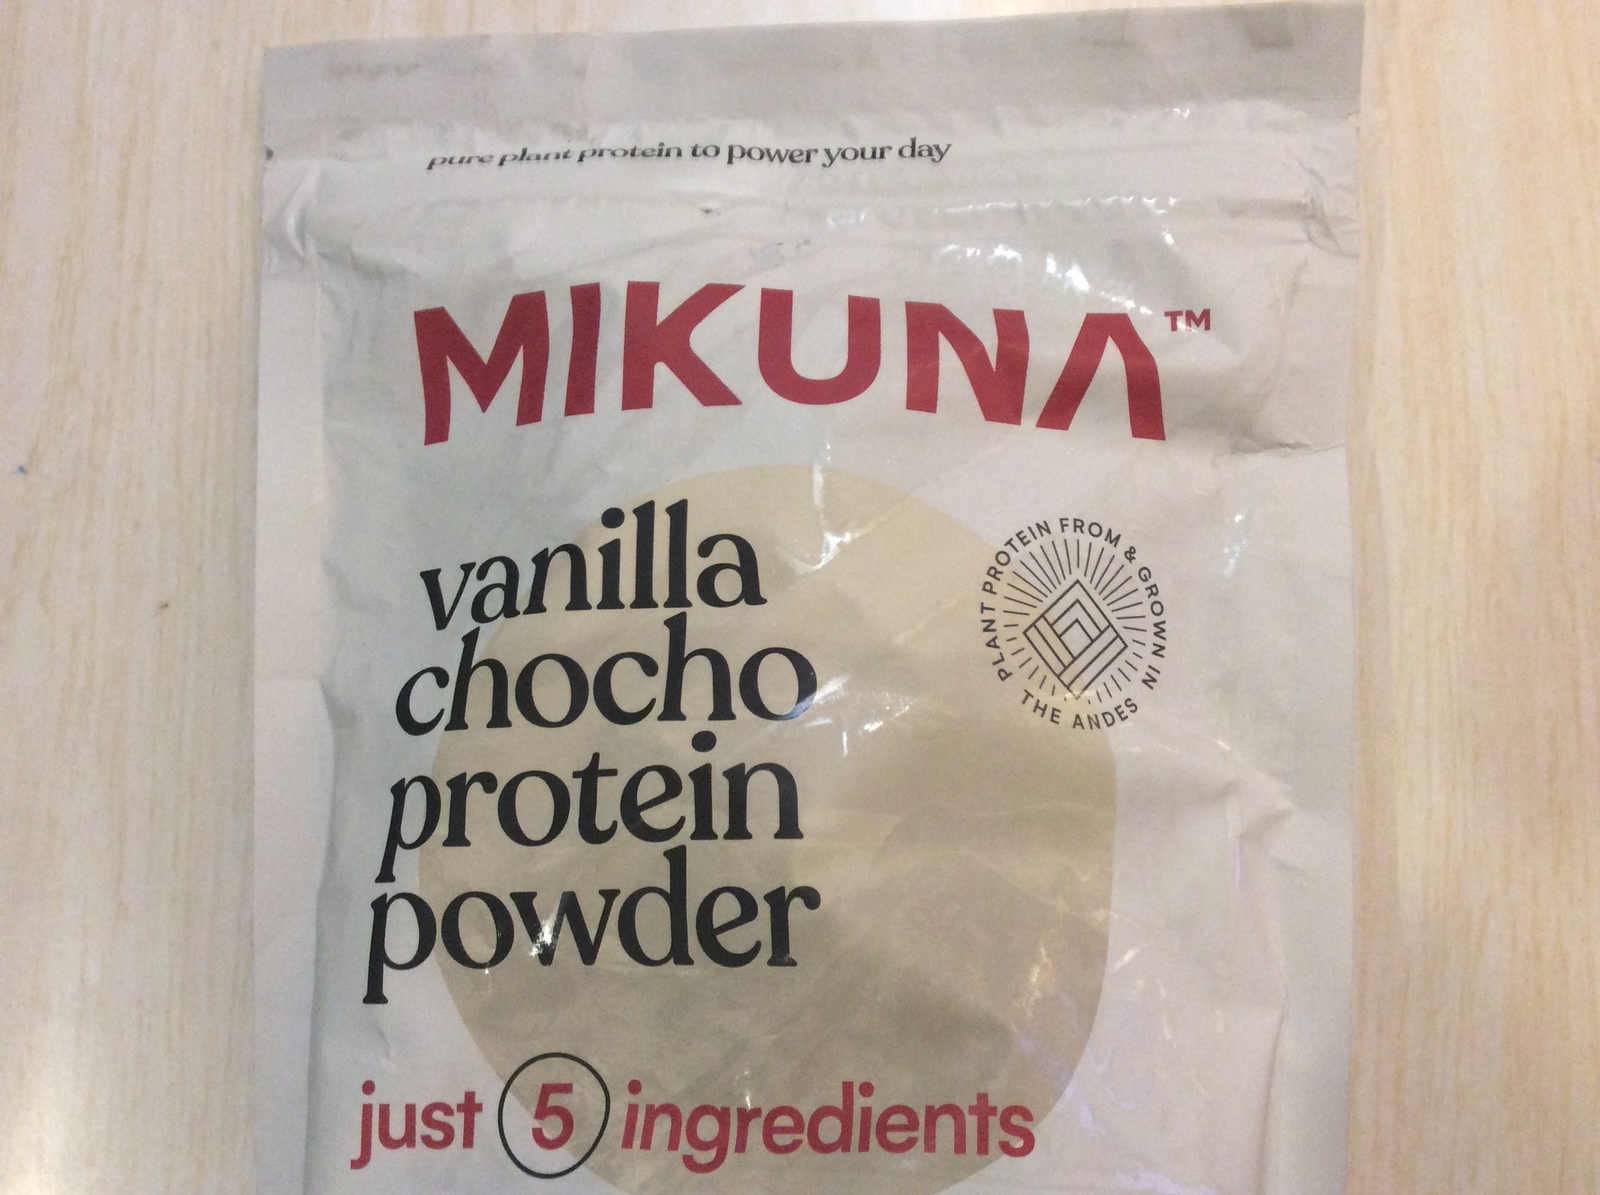 pure plant protein to power your day
MIKUNA™
vanilla
chocho
protein
powder
PLANT PROTEIN FROM & GROWN IN
THE ANDES
just 5 ingredients